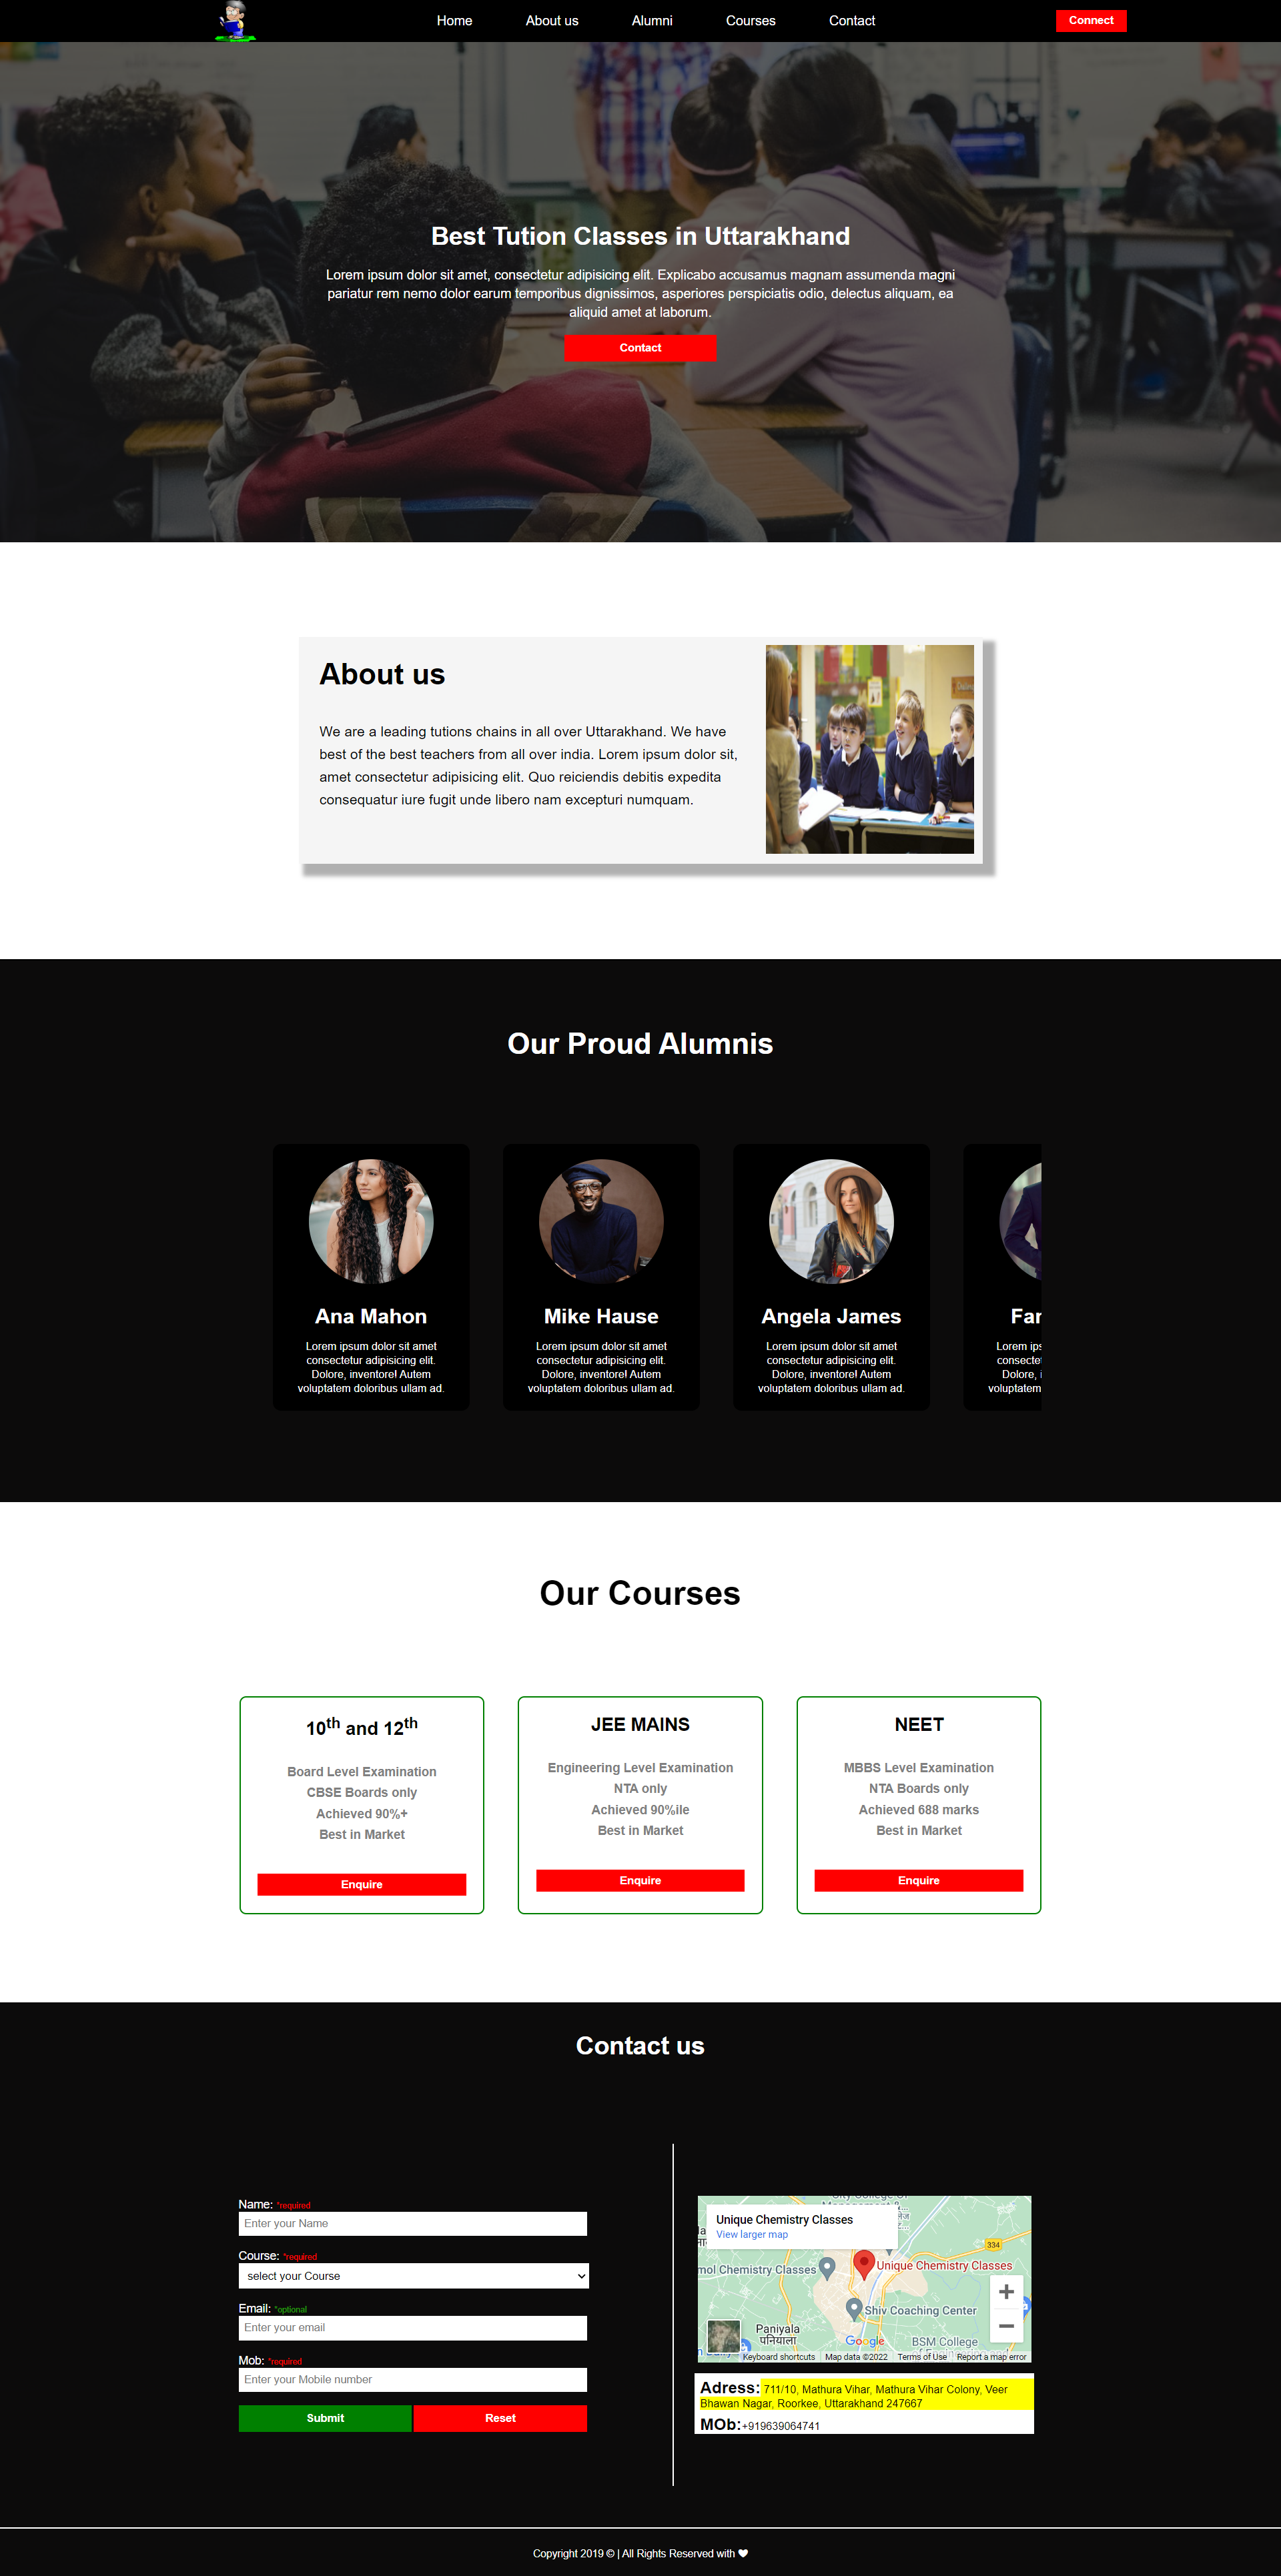 Home About us Alumni Courses Contact Connect
Best Tution Classes in Uttarakhand
Lorem ipsum dolor sit amet, consectetur adipisicing elit. Explicabo accusamus magnam assumenda magni
pariatur rem nemo dolor earum temporibus dignissimos, asperiores perspiciatis odio, delectus aliquam, ea
aliquid amet at laborum.
Contact
About us
We are a leading tutions chains in all over Uttarakhand. We have
best of the best teachers from all over india. Lorem ipsum dolor sit,
amet consectetur adipisicing elit. Quo reiciendis debitis expedita
consequatur iure fugit unde libero nam excepturi numquam.
Our Proud Alumnis
Ana Mahon
Lorem ipsum dolor sit amet
consectetur adipisicing elit.
Dolore, inventore! Autem
voluptatem doloribus ullam ad.
Mike Hause
Lorem ipsum dolor sit amet
consectetur adipisicing elit.
Dolore, inventore! Autem
voluptatem doloribus ullam ad.
Angela James
Lorem ipsum dolor sit amet
consectetur adipisicing elit.
Dolore, inventore! Autem
voluptatem doloribus ullam ad.
Far
Lorem ips
consectet
Dolore, i
voluptatem
Our Courses
10th and 12th
Board Level Examination
CBSE Boards only
Achieved 90%+
Best in Market
Enquire
JEE MAINS
Engineering Level Examination
NTA only
Achieved 90%ile
Best in Market
Enquire
NEET
MBBS Level Examination
NTA Boards only
Achieved 688 marks
Best in Market
Enquire
Contact us
Name: *required
Enter your Name
Course: *required
select your Course
Email: *optional
Enter your email
Mob: *required
Enter your Mobile number
Submit Reset
Unique Chemistry Classes
View larger map
334
mol Chemistry Classes
Unique Chemistry Classes
Shiv Coaching Center
Paniyala
पनियाला
Google
BSM College
Keyboard shortcuts Map data ©2022 Terms of Use Report a map error
Adress: 711/10, Mathura Vihar, Mathura Vihar Colony, Veer
Bhawan Nagar, Roorkee, Uttarakhand 247667
MOb:+919639064741
Copyright 2019 © | All Rights Reserved with ♥